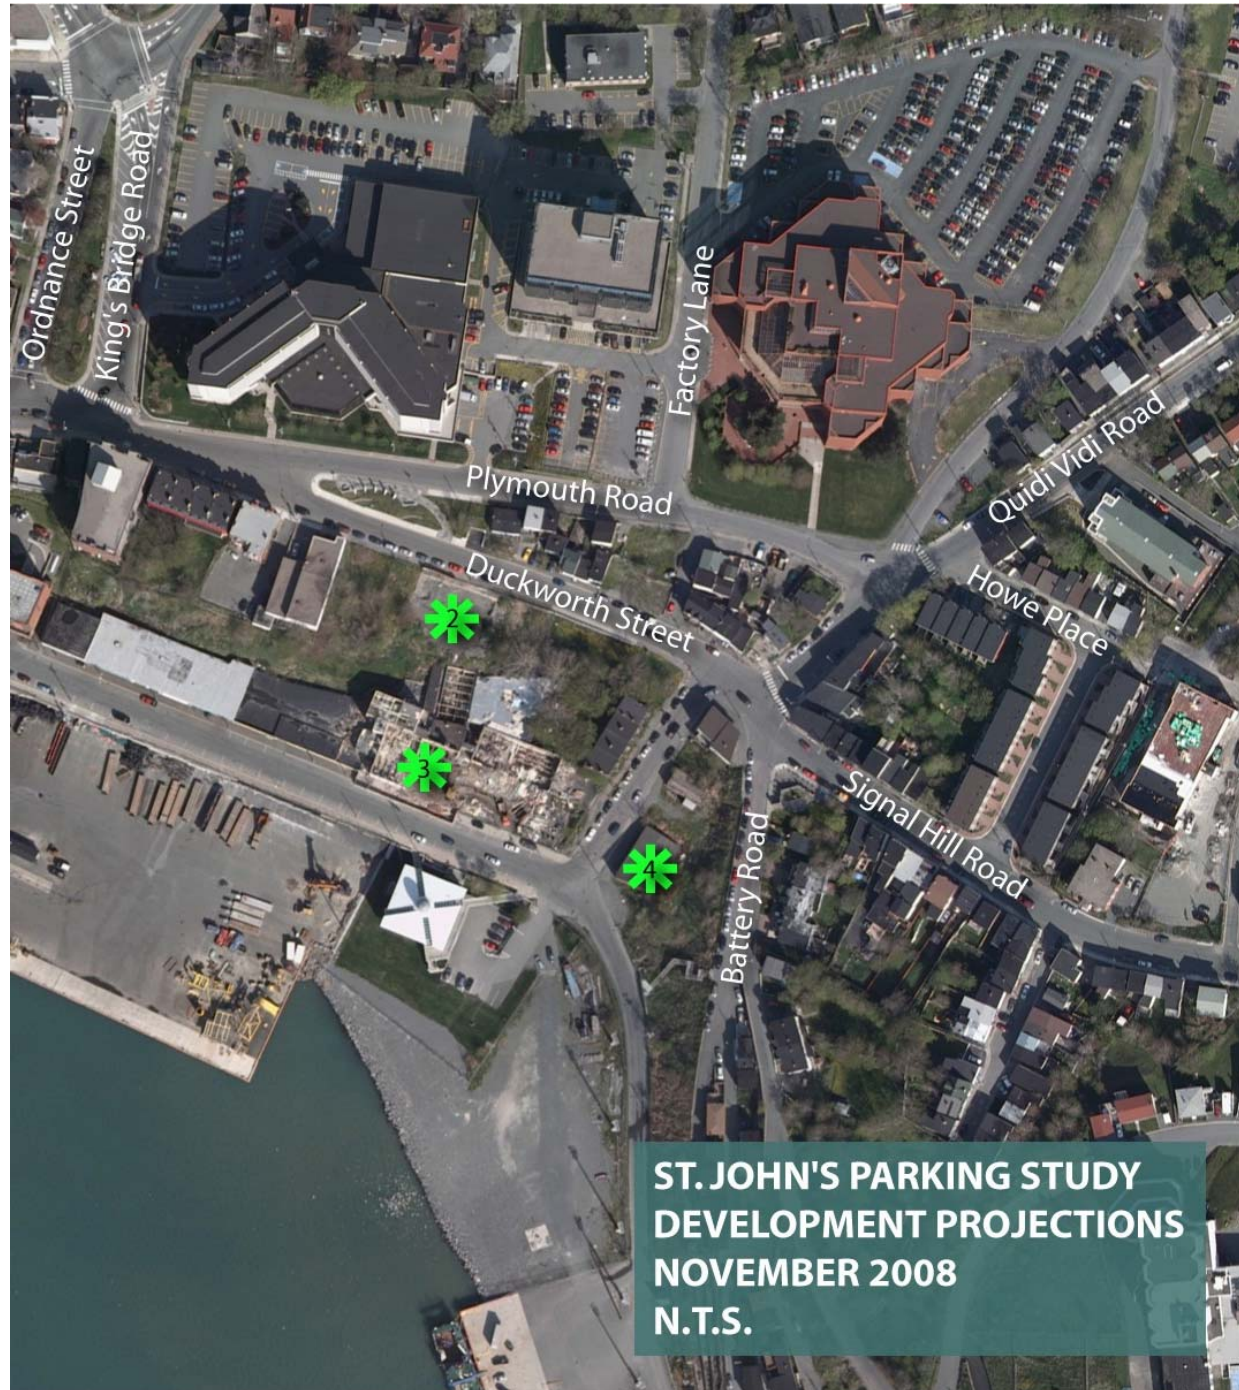 Ordnance Street
King's Bridge Road
Factory Lane
Plymouth Road
Quidi Vidi Road
Duckworth Street
Howe Place
2
3
Signal Hill Road
4
Battery Road
ST. JOHN'S PARKING STUDY
DEVELOPMENT PROJECTIONS
NOVEMBER 2008
N.T.S.